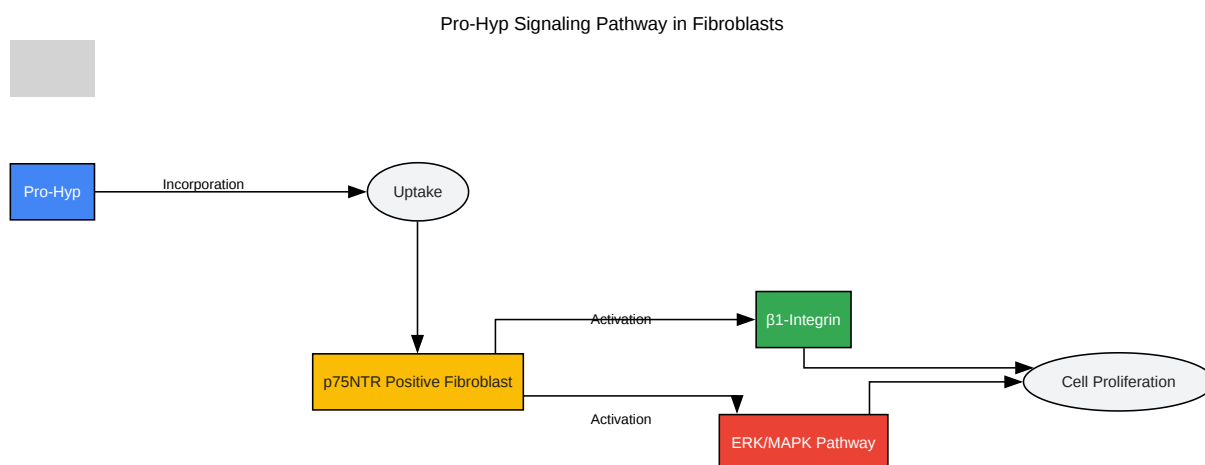 Pro-Hyp Signaling Pathway in Fibroblasts
Pro-Hyp
Incorporation
Uptake
Activation
β1-Integrin
p75NTR Positive Fibroblast
Cell Proliferation
Activation
ERK/MAPK Pathway